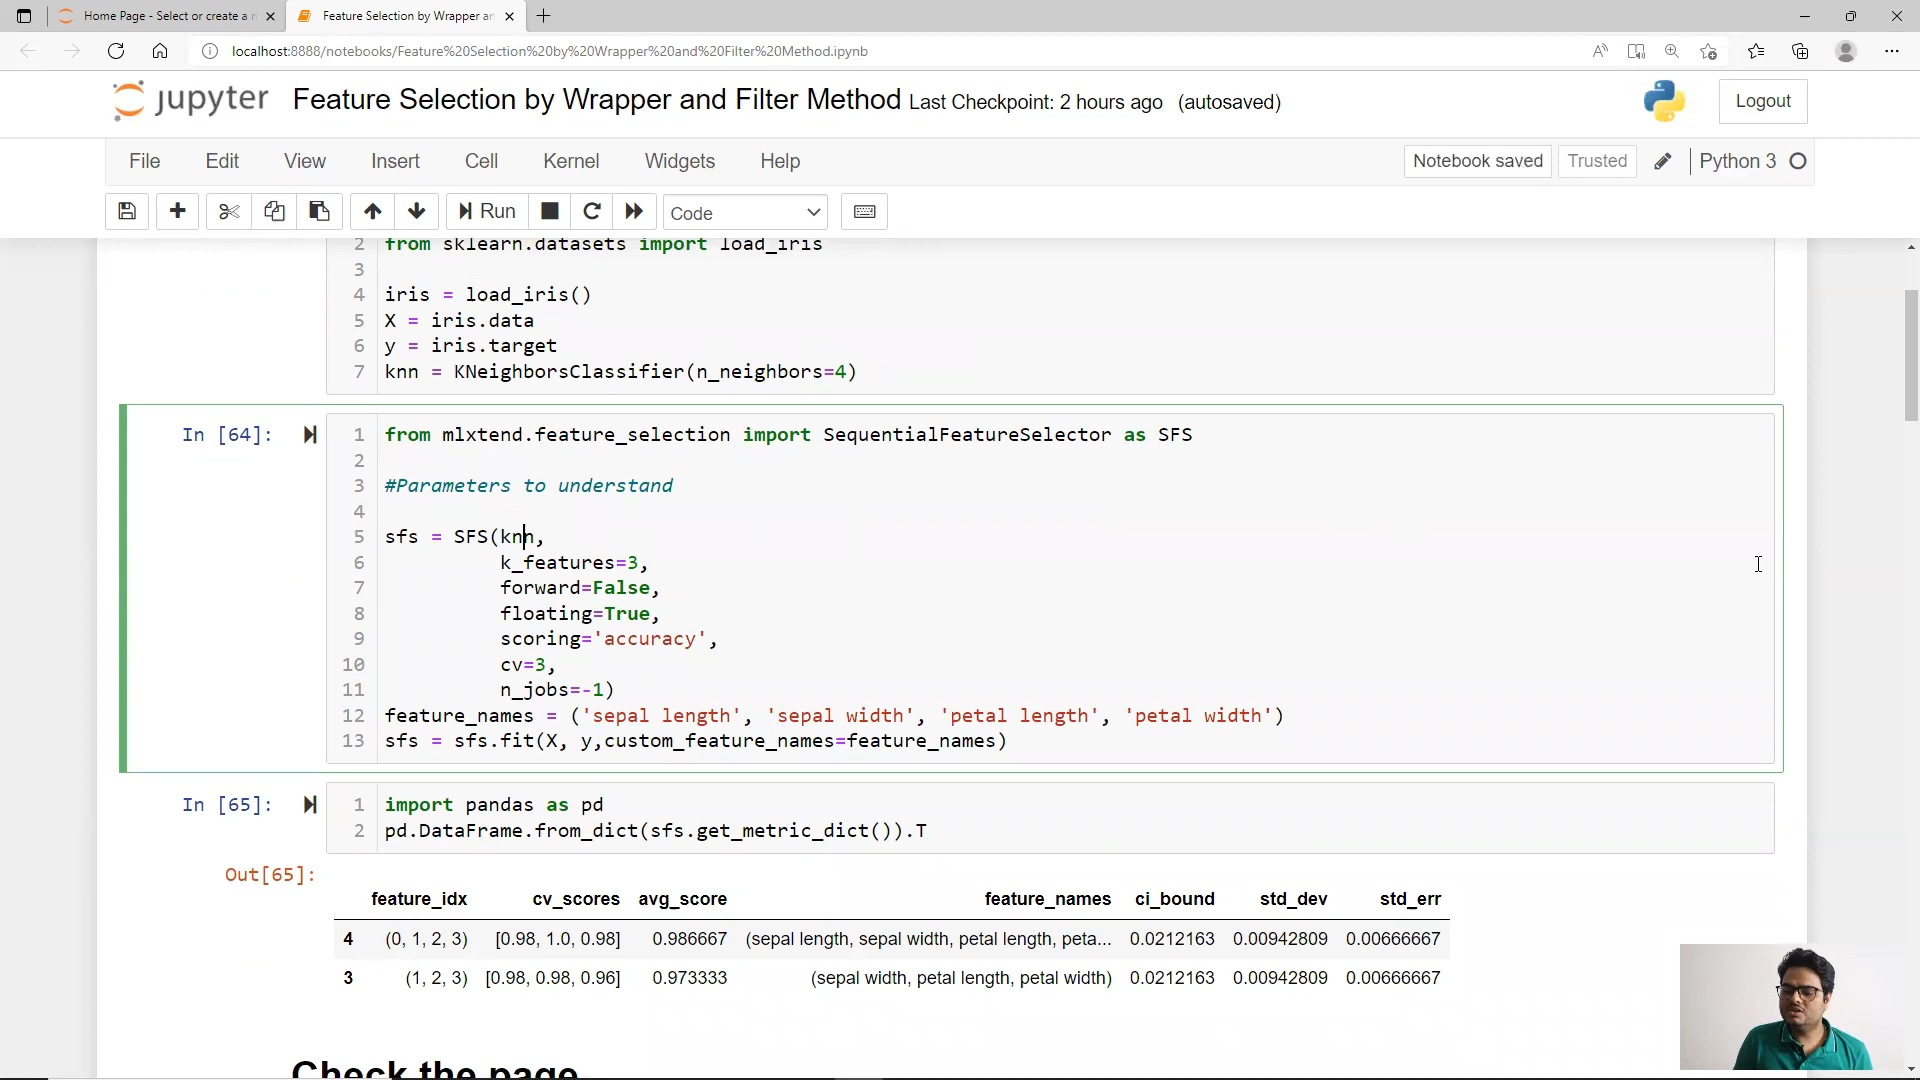 Home Page - Select or create a n
Feature Selection by Wrapper an
localhost:8888/notebooks/Feature%20Selection%20by%20Wrapper%20and%20Filter%20Method.ipynb
jupyter Feature Selection by Wrapper and Filter Method Last Checkpoint: 2 hours ago (autosaved)
Logout
File Edit View Insert Cell Kernel Widgets Help
Notebook saved Trusted Python 3
Run Code
2 from sklearn.datasets import load_iris
3
4 iris = load_iris()
5 X = iris.data
6 y = iris.target
7 knn = KNeighborsClassifier(n_neighbors=4)
In [64]: 1 from mlxtend.feature_selection import SequentialFeatureSelector as SFS
2
3 #Parameters to understand
4
5 sfs = SFS(knn,
6 k_features=3,
7 forward=False,
8 floating=True,
9 scoring='accuracy',
10 cv=3,
11 n_jobs=-1)
12 feature_names = ('sepal length', 'sepal width', 'petal length', 'petal width')
13 sfs = sfs.fit(X, y,custom_feature_names=feature_names)
In [65]: 1 import pandas as pd
2 pd.DataFrame.from_dict(sfs.get_metric_dict()).T
Out[65]:
feature_idx cv_scores avg_score feature_names ci_bound std_dev std_err
4 (0, 1, 2, 3) [0.98, 1.0, 0.98] 0.986667 (sepal length, sepal width, petal length, peta... 0.0212163 0.00942809 0.00666667
3 (1, 2, 3) [0.98, 0.98, 0.96] 0.973333 (sepal width, petal length, petal width) 0.0212163 0.00942809 0.00666667
Check the page